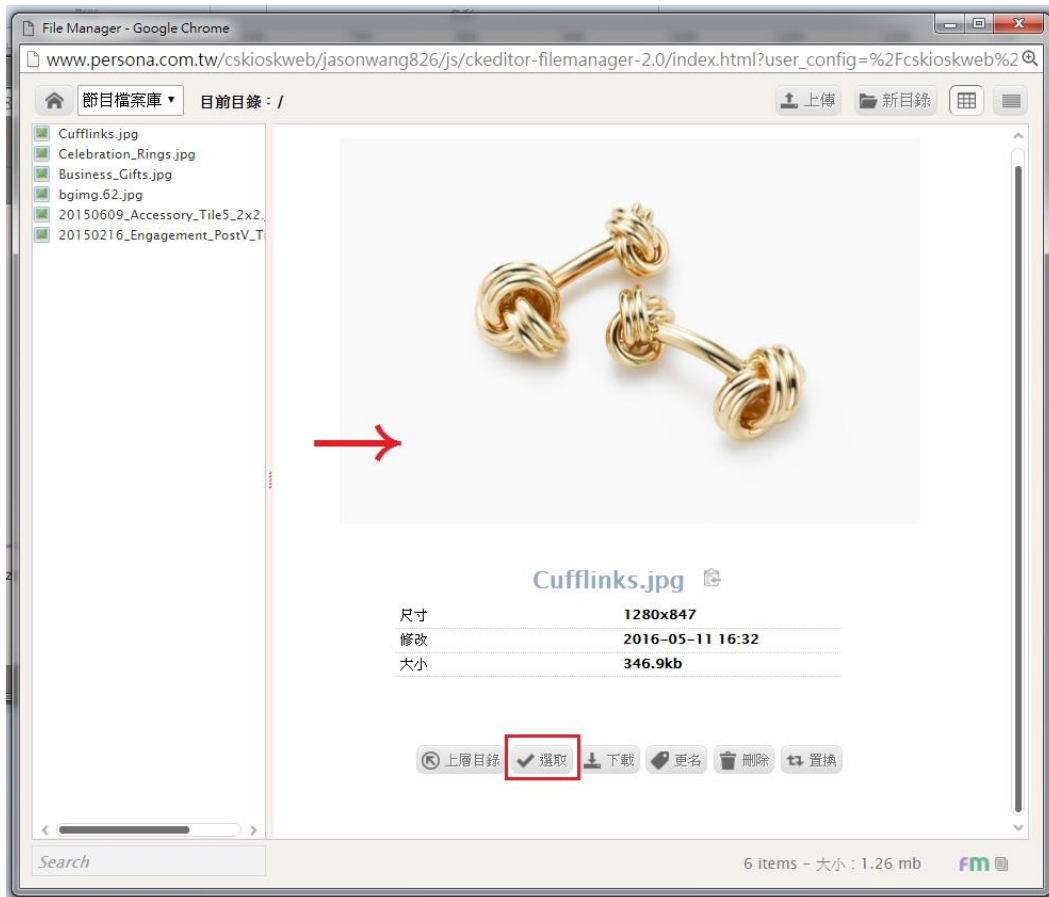 File Manager - Google Chrome
www.persona.com.tw/cskioskweb/jasonwang826/js/ckeditor-filemanager-2.0/index.html?user_config=%2Fcskioskweb%2
節目檔案庫 目前目錄：/ 上傳 新目錄
Cufflinks.jpg
Celebration_Rings.jpg
Business_Gifts.jpg
bgimg.62.jpg
20150609_Accessory_Tile5_2x2.
20150216_Engagement_PostV_T
Cufflinks.jpg
尺寸 1280x847
修改 2016-05-11 16:32
大小 346.9kb
上層目錄 選取 下載 更名 刪除 置換
Search 6 items - 大小：1.26 mb fm